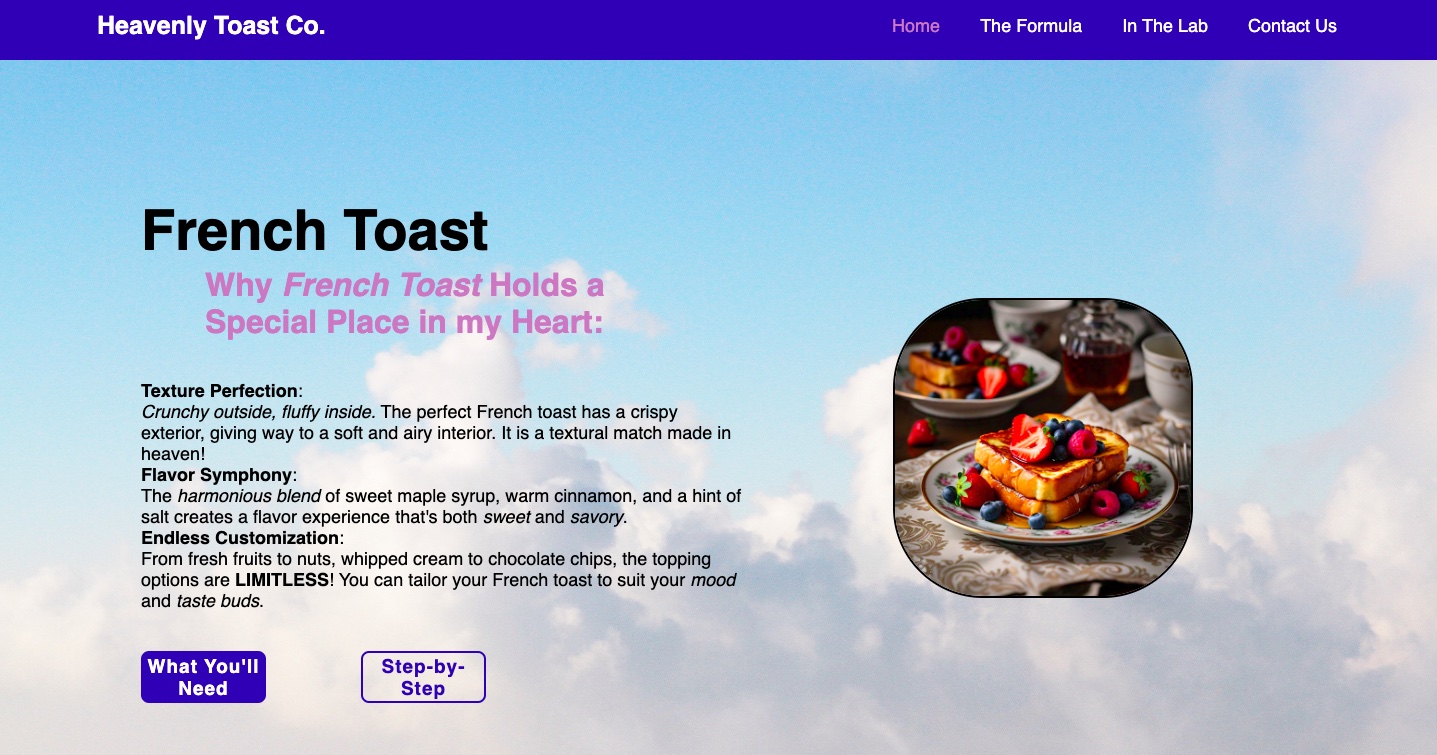 Heavenly Toast Co.
Home The Formula In The Lab Contact Us
French Toast
Why French Toast Holds a
Special Place in my Heart:
Texture Perfection:
Crunchy outside, fluffy inside. The perfect French toast has a crispy
exterior, giving way to a soft and airy interior. It is a textural match made in
heaven!
Flavor Symphony:
The harmonious blend of sweet maple syrup, warm cinnamon, and a hint of
salt creates a flavor experience that's both sweet and savory.
Endless Customization:
From fresh fruits to nuts, whipped cream to chocolate chips, the topping
options are LIMITLESS! You can tailor your French toast to suit your mood
and taste buds.
What You'll
Need
Step-by-
Step